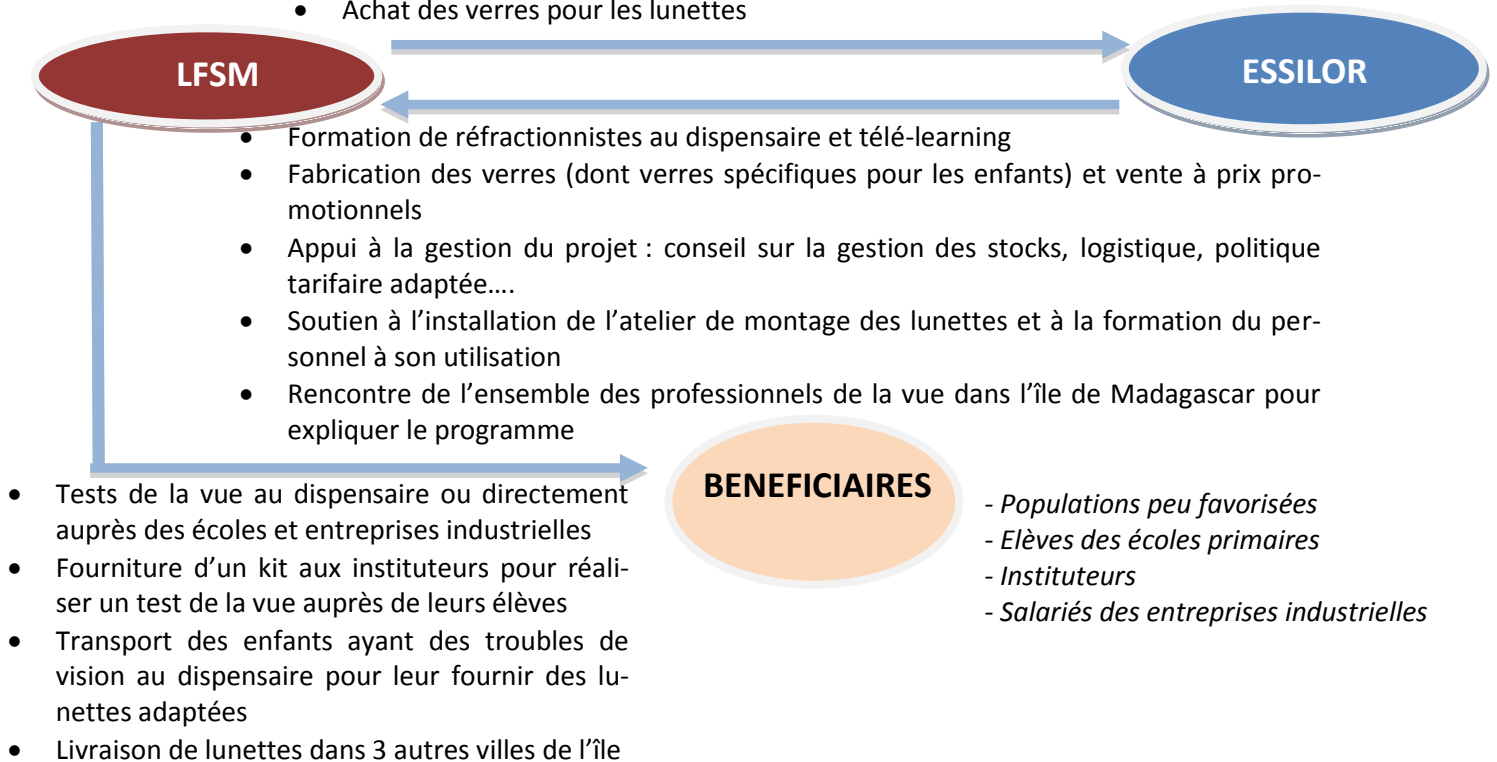 • Achat des verres pour les lunettes
LFSM
ESSILOR
• Formation de réfractionnistes au dispensaire et télé-learning
• Fabrication des verres (dont verres spécifiques pour les enfants) et vente à prix pro-
motionnels
• Appui à la gestion du projet : conseil sur la gestion des stocks, logistique, politique
tarifaire adaptée….
• Soutien à l’installation de l’atelier de montage des lunettes et à la formation du per-
sonnel à son utilisation
• Rencontre de l’ensemble des professionnels de la vue dans l’île de Madagascar pour
expliquer le programme
BENEFICIAIRES
- Populations peu favorisées
- Elèves des écoles primaires
- Instituteurs
- Salariés des entreprises industrielles
• Tests de la vue au dispensaire ou directement
auprès des écoles et entreprises industrielles
• Fourniture d’un kit aux instituteurs pour réali-
ser un test de la vue auprès de leurs élèves
• Transport des enfants ayant des troubles de
vision au dispensaire pour leur fournir des lu-
nettes adaptées
• Livraison de lunettes dans 3 autres villes de l’île